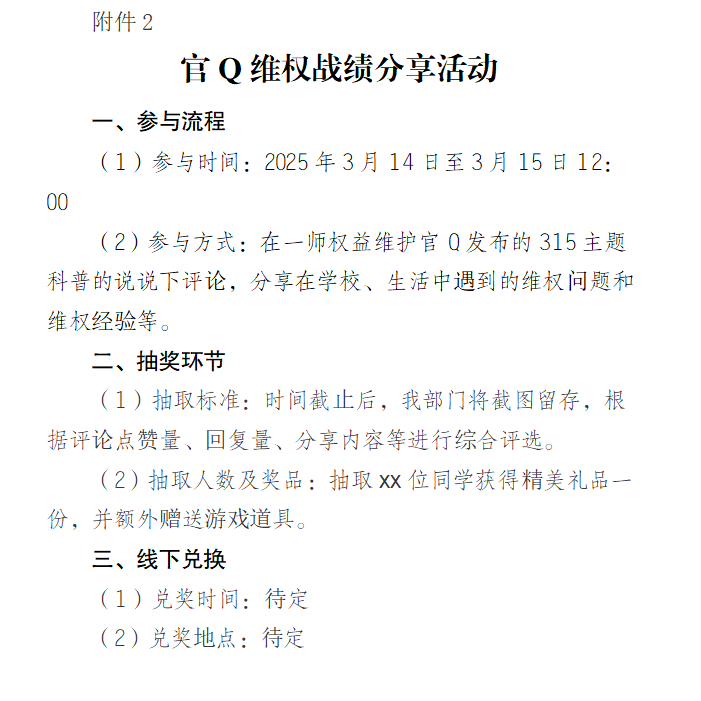 附件 2
官 Q 维权战绩分享活动
一、参与流程
（1）参与时间：2025 年 3 月 14 日至 3 月 15 日 12：
00
（2）参与方式：在一师权益维护官 Q 发布的 315 主题
科普的说说下评论，分享在学校、生活中遇到的维权问题和
维权经验等。
二、抽奖环节
（1）抽取标准：时间截止后，我部门将截图留存，根
据评论点赞量、回复量、分享内容等进行综合评选。
（2）抽取人数及奖品：抽取 xx 位同学获得精美礼品一
份，并额外赠送游戏道具。
三、线下兑换
（1）兑奖时间：待定
（2）兑奖地点：待定